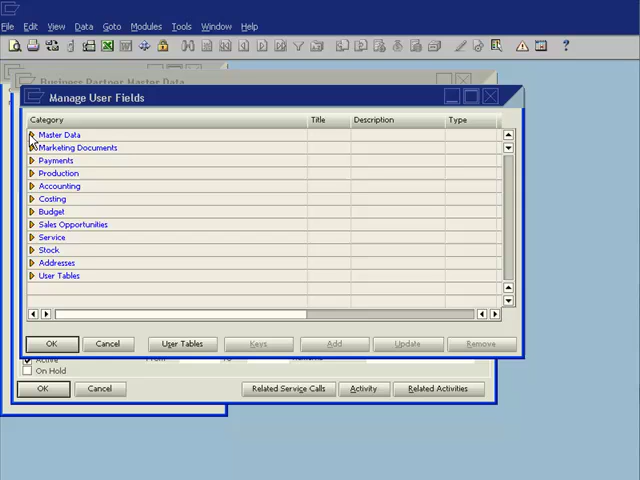 File Edit View Data Goto Modules Tools Window Help
Business Partner Master Data
Manage User Fields
Category Title Description Type
Master Data
Marketing Documents
Payments
Production
Accounting
Costing
Budget
Sales Opportunities
Service
Stock
Addresses
User Tables
OK Cancel User Tables Keys Add Update Remove
Active From To
On Hold
OK Cancel Related Service Calls Activity Related Activities